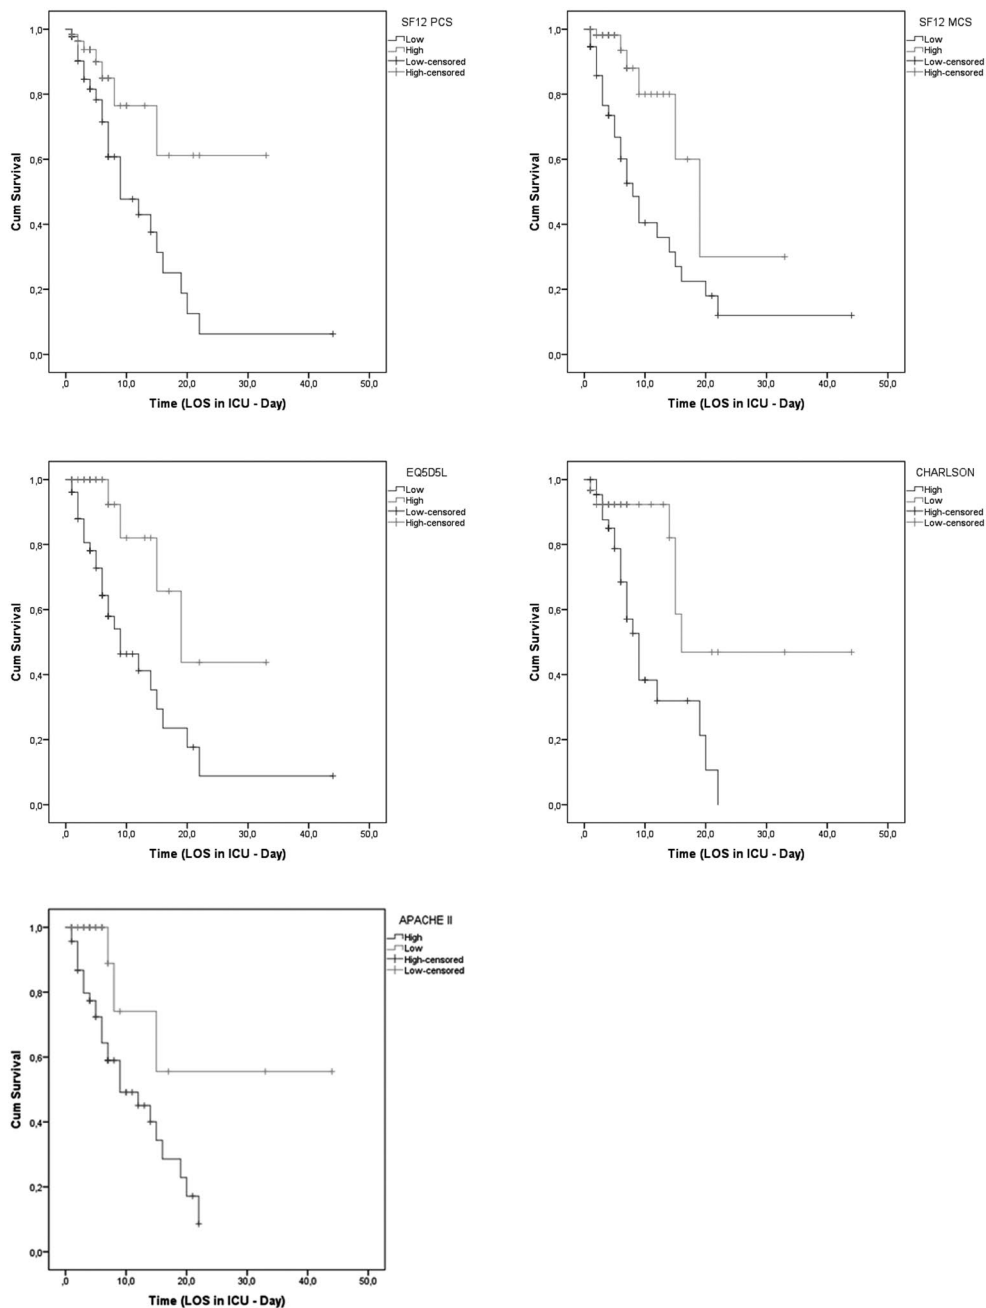 SF12 PCS
Low
High
Low-censored
High-censored
1,0
0,8
0,6
0,4
0,2
0,0
Cum Survival
,0 10,0 20,0 30,0 40,0 50,0
Time (LOS in ICU - Day)
SF12 MCS
Low
High
Low-censored
High-censored
1,0
0,8
0,6
0,4
0,2
0,0
Cum Survival
,0 10,0 20,0 30,0 40,0 50,0
Time (LOS in ICU - Day)
EQ5D5L
Low
High
Low-censored
High-censored
1,0
0,8
0,6
0,4
0,2
0,0
Cum Survival
,0 10,0 20,0 30,0 40,0 50,0
Time (LOS in ICU - Day)
CHARLSON
High
Low
High-censored
Low-censored
1,0
0,8
0,6
0,4
0,2
0,0
Cum Survival
,0 10,0 20,0 30,0 40,0 50,0
Time (LOS in ICU - Day)
APACHE II
High
Low
High-censored
Low-censored
1,0
0,8
0,6
0,4
0,2
0,0
Cum Survival
,0 10,0 20,0 30,0 40,0 50,0
Time (LOS in ICU - Day)